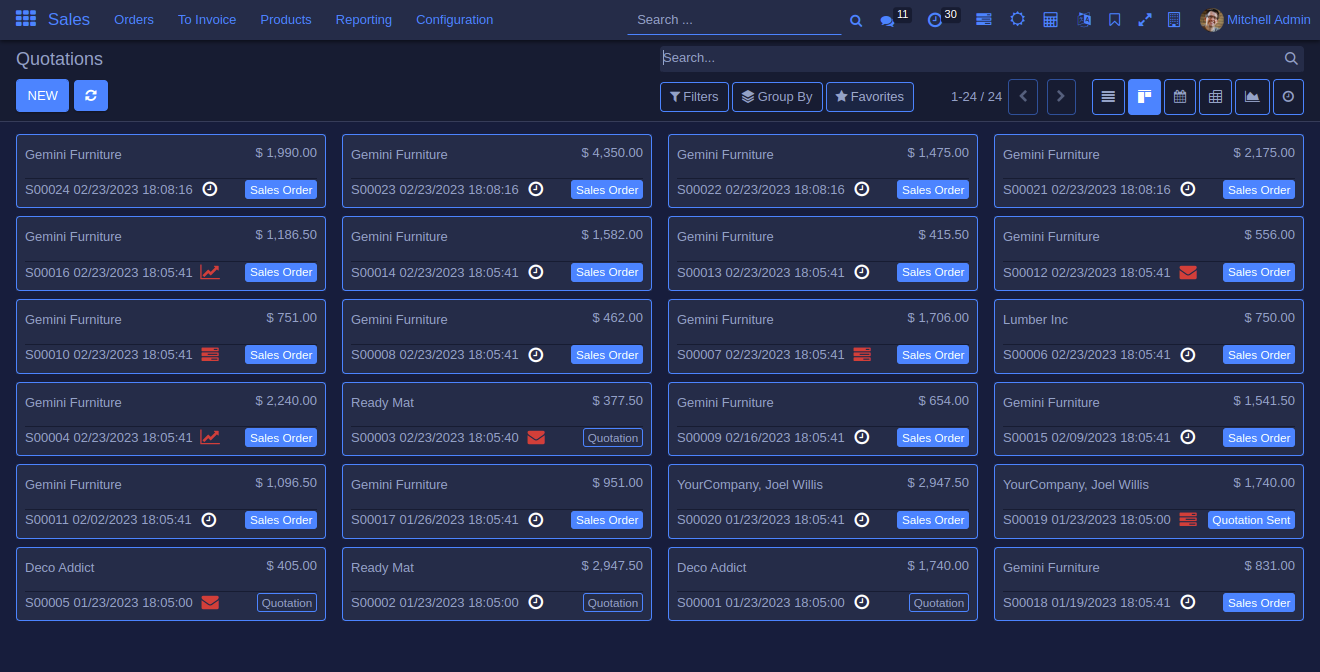 Sales Orders To Invoice Products Reporting Configuration Search ... 11 30 Mitchell Admin
Quotations Search...
NEW Filters Group By Favorites 1-24 / 24
Gemini Furniture $ 1,990.00 Gemini Furniture $ 4,350.00 Gemini Furniture $ 1,475.00 Gemini Furniture $ 2,175.00
S00024 02/23/2023 18:08:16 Sales Order S00023 02/23/2023 18:08:16 Sales Order S00022 02/23/2023 18:08:16 Sales Order S00021 02/23/2023 18:08:16 Sales Order
Gemini Furniture $ 1,186.50 Gemini Furniture $ 1,582.00 Gemini Furniture $ 415.50 Gemini Furniture $ 556.00
S00016 02/23/2023 18:05:41 Sales Order S00014 02/23/2023 18:05:41 Sales Order S00013 02/23/2023 18:05:41 Sales Order S00012 02/23/2023 18:05:41 Sales Order
Gemini Furniture $ 751.00 Gemini Furniture $ 462.00 Gemini Furniture $ 1,706.00 Lumber Inc $ 750.00
S00010 02/23/2023 18:05:41 Sales Order S00008 02/23/2023 18:05:41 Sales Order S00007 02/23/2023 18:05:41 Sales Order S00006 02/23/2023 18:05:41 Sales Order
Gemini Furniture $ 2,240.00 Ready Mat $ 377.50 Gemini Furniture $ 654.00 Gemini Furniture $ 1,541.50
S00004 02/23/2023 18:05:41 Sales Order S00003 02/23/2023 18:05:40 Quotation S00009 02/16/2023 18:05:41 Sales Order S00015 02/09/2023 18:05:41 Sales Order
Gemini Furniture $ 1,096.50 Gemini Furniture $ 951.00 YourCompany, Joel Willis $ 2,947.50 YourCompany, Joel Willis $ 1,740.00
S00011 02/02/2023 18:05:41 Sales Order S00017 01/26/2023 18:05:41 Sales Order S00020 01/23/2023 18:05:41 Sales Order S00019 01/23/2023 18:05:00 Quotation Sent
Deco Addict $ 405.00 Ready Mat $ 2,947.50 Deco Addict $ 1,740.00 Gemini Furniture $ 831.00
S00005 01/23/2023 18:05:00 Quotation S00002 01/23/2023 18:05:00 Quotation S00001 01/23/2023 18:05:00 Quotation S00018 01/19/2023 18:05:41 Sales Order